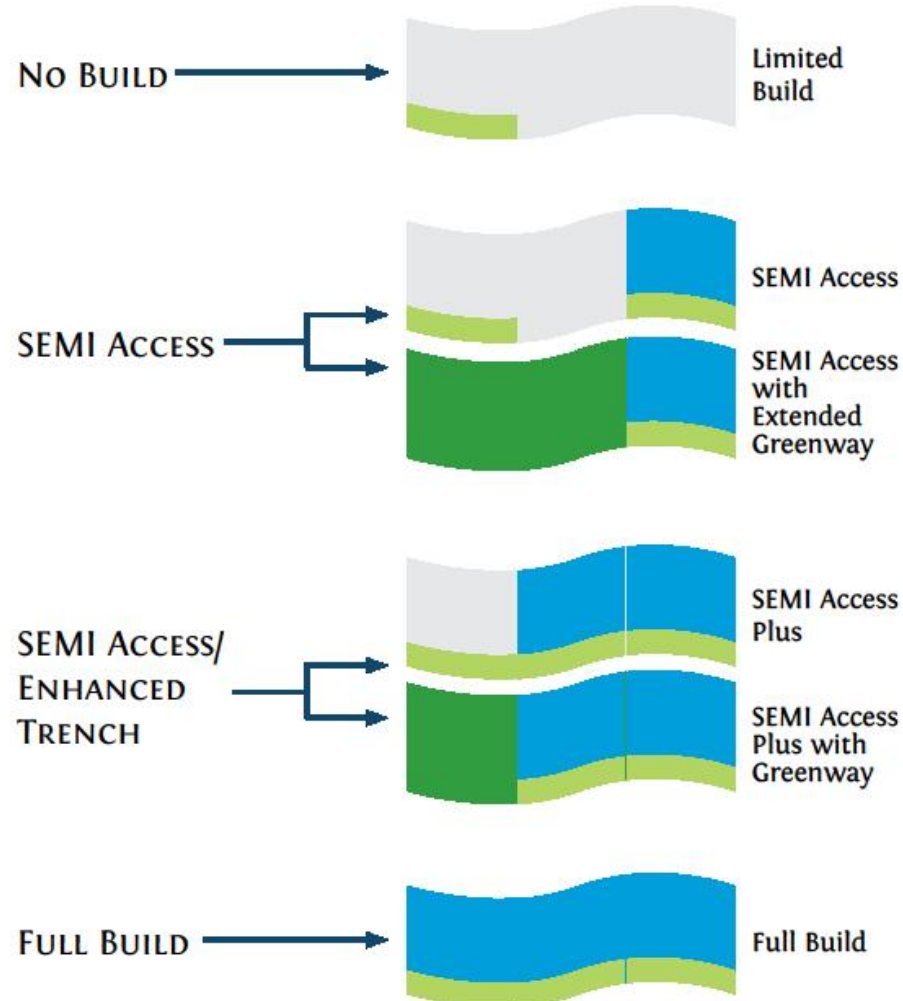 NO BUILD
Limited
Build
SEMI ACCESS
SEMI Access
SEMI Access
with
Extended
Greenway
SEMI ACCESS/
ENHANCED
TRENCH
SEMI Access
Plus
SEMI Access
Plus with
Greenway
FULL BUILD
Full Build